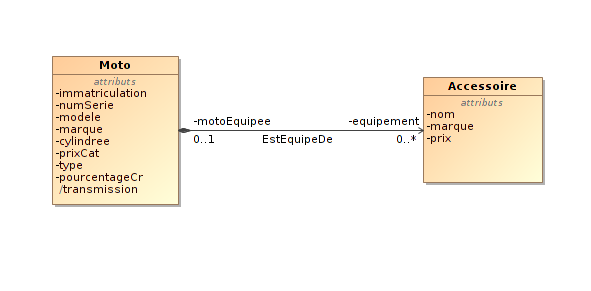 Moto
attributs
-immatriculation
-numSerie
-modele
-marque
-cylindree
-prixCat
-type
-pourcentageCr
/transmission
-motoEquipee
-equipement
0..1
EstEquipeDe
0..*
Accessoire
attributs
-nom
-marque
-prix